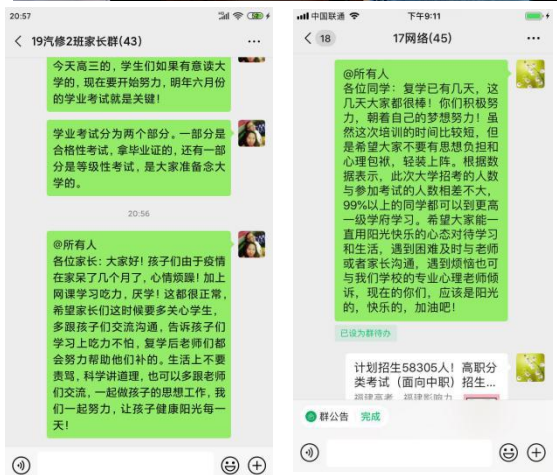 20:57
19汽修2班家长群(43)
今天高三的，学生们如果有意读大
学的，现在要开始努力，明年六月份
的学业考试就是关键！
学业考试分为两个部分。一部分是
合格性考试，拿毕业证的，还有一部
分是等级性考试，是大家准备念大
学的。
20:56
@所有人
各位家长：大家好！孩子们由于疫情
在家呆了几个月了，心情烦躁！加上
网课学习吃力，厌学！这都很正常，
希望家长们这时候要多关心学生，
多跟孩子们交流沟通，告诉孩子们
学习上吃力不怕，复学后老师们都
会努力帮助他们补的。生活上不要
责骂，科学讲道理，也可以多跟老师
们交流，一起做孩子的思想工作，我
们一起努力，让孩子健康阳光每一
天！
中国联通
下午9:11
18
17网络(45)
@所有人
各位同学：复学已有几天，这
几天大家都很棒！你们积极努
力，朝着自己的梦想努力！虽
然这次培训的时间比较短，但
是希望大家不要有思想负担和
心理包袱，轻装上阵。根据数
据表示，此次大学招考的人数
与参加考试的人数相差不大，
99%以上的同学都可以到更高
一级学府学习。希望大家能一
直用阳光快乐的心态对待学习
和生活，遇到困难及时与老师
或者家长沟通，遇到烦恼也可
与我们学校的专业心理老师倾
诉，现在的你们，应该是阳光
的，快乐的，加油吧！
已设为群待办
计划招生58305人！高职分
类考试（面向中职）招生...
福建高考，福建影响力
群公告 完成